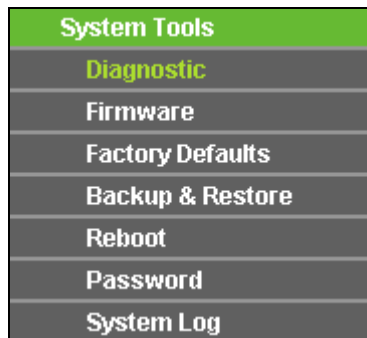 System Tools
Diagnostic
Firmware
Factory Defaults
Backup & Restore
Reboot
Password
System Log